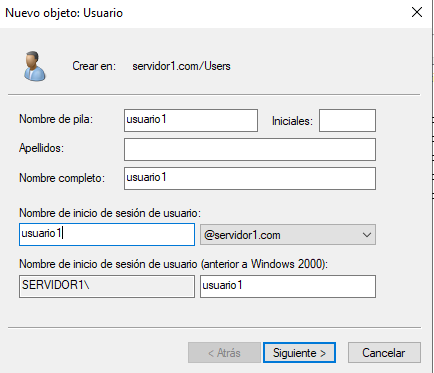 Nuevo objeto: Usuario
Crear en: servidor1.com/Users
Nombre de pila: usuario1 Iniciales:
Apellidos:
Nombre completo: usuario1
Nombre de inicio de sesión de usuario:
usuario1 @servidor1.com
Nombre de inicio de sesión de usuario (anterior a Windows 2000):
SERVIDOR1\ usuario1
< Atrás Siguiente > Cancelar